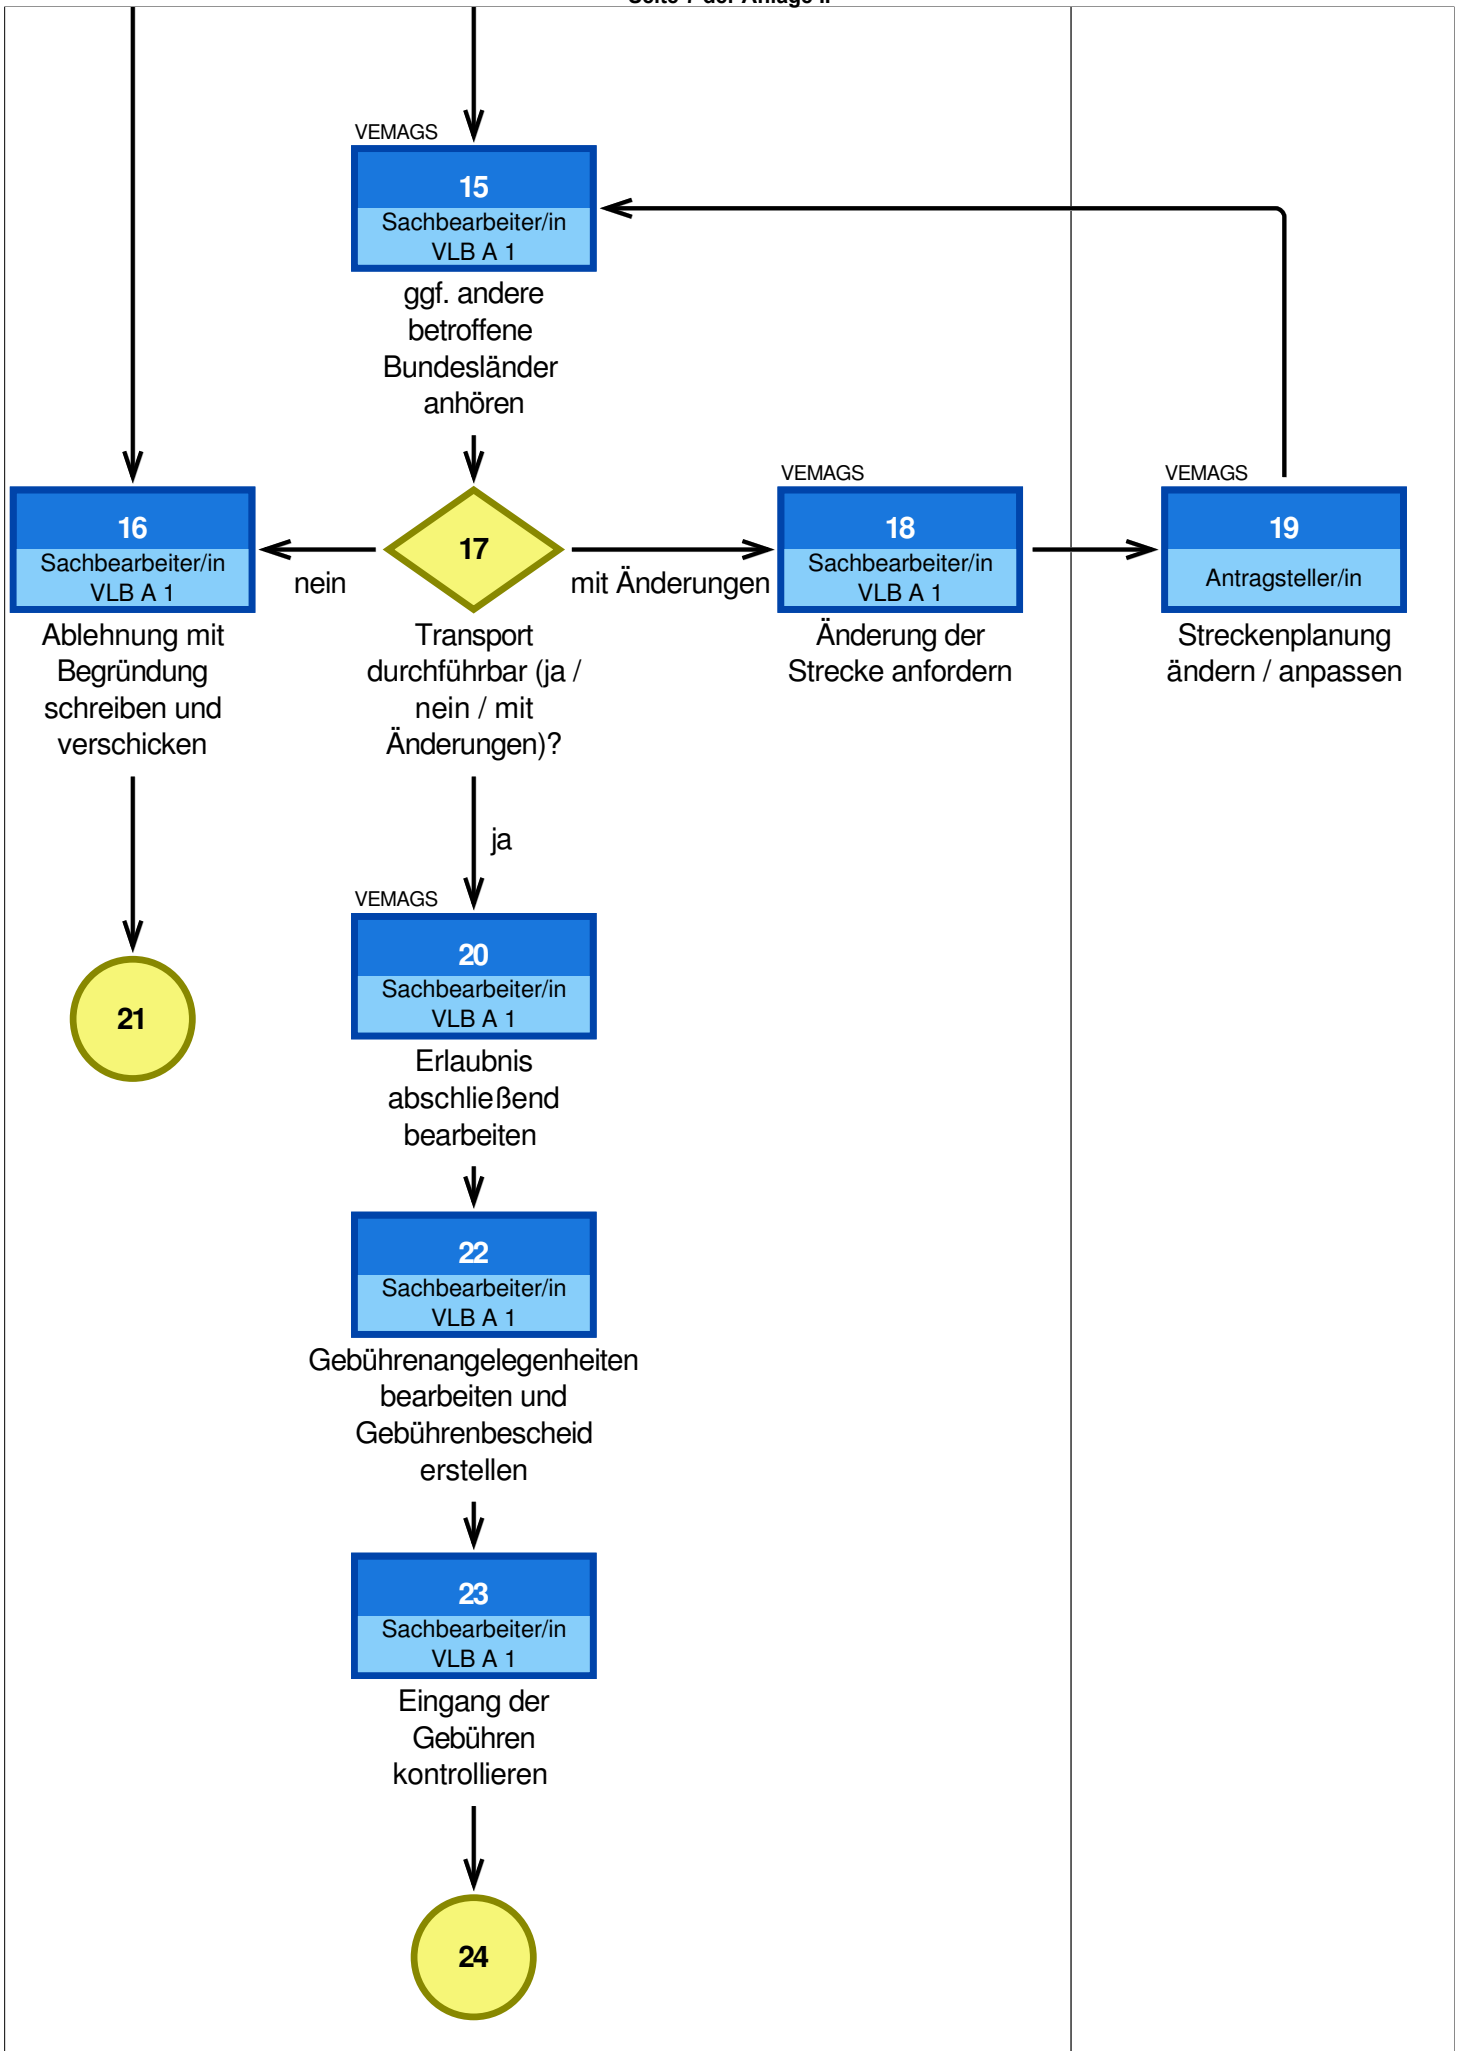 VEMAGS
15
Sachbearbeiter/in
VLB A 1
ggf. andere
betroffene
Bundesländer
anhören
16
Sachbearbeiter/in
VLB A 1
Ablehnung mit
Begründung
schreiben und
verschicken
nein
17
Transport
durchführbar (ja /
nein / mit
Änderungen)?
mit Änderungen
VEMAGS
18
Sachbearbeiter/in
VLB A 1
Änderung der
Strecke anfordern
VEMAGS
19
Antragsteller/in
Streckenplanung
ändern / anpassen
ja
21
VEMAGS
20
Sachbearbeiter/in
VLB A 1
Erlaubnis
abschließend
bearbeiten
22
Sachbearbeiter/in
VLB A 1
Gebührenangelegenheiten
bearbeiten und
Gebührenbescheid
erstellen
23
Sachbearbeiter/in
VLB A 1
Eingang der
Gebühren
kontrollieren
24